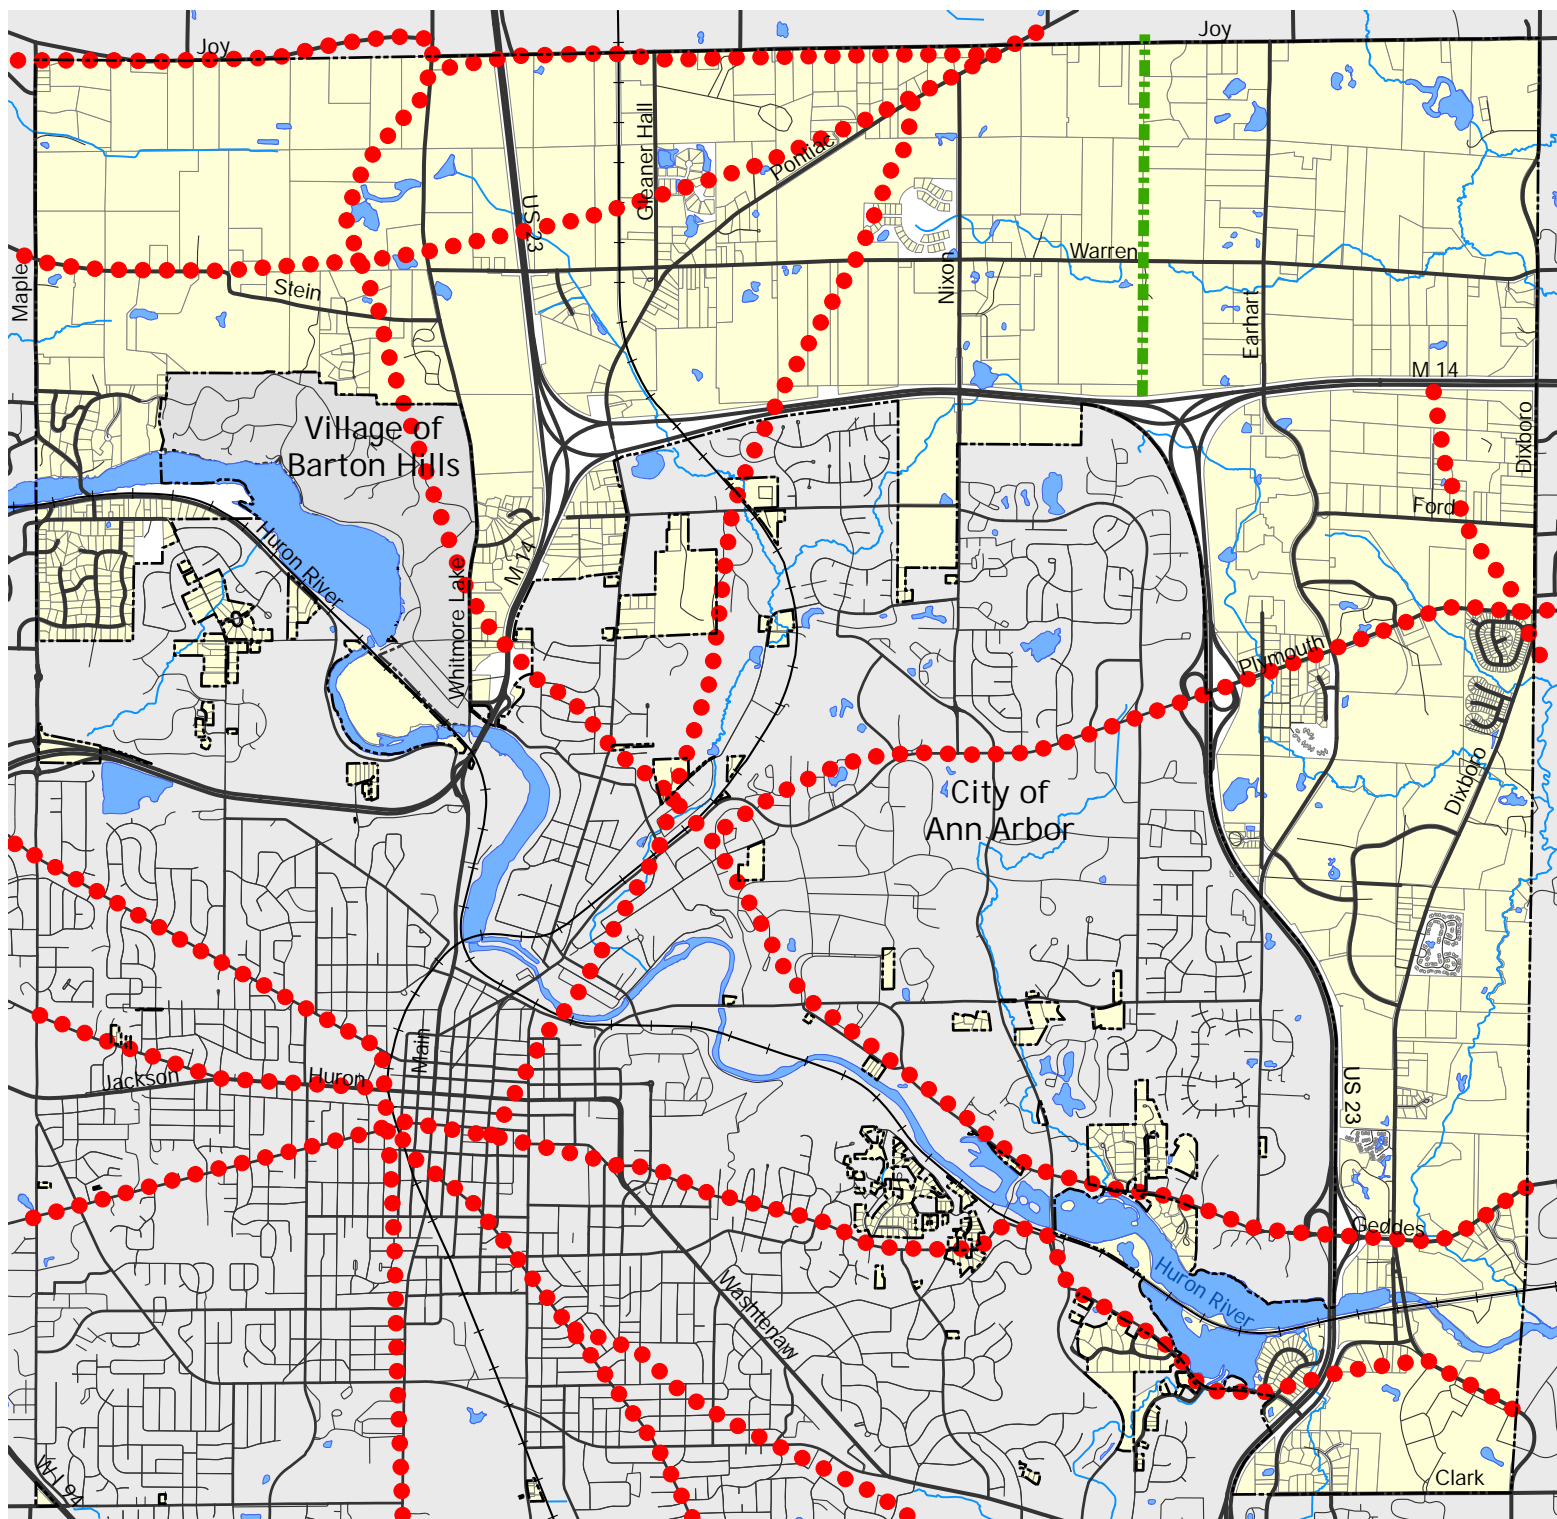 Joy
Joy
Gleaner Hall
Pontiac
US 23
Warren
Nixon
Maple
Stein
Earhart
M 14
Dixboro
Village of
Barton Hills
Ford
Huron River
M 14
Whitmore Lake
Plymouth
Dixboro
City of
Ann Arbor
Main
Jackson
Huron
US 23
Geddes
Huron River
Washtenaw
W I 94
Clark